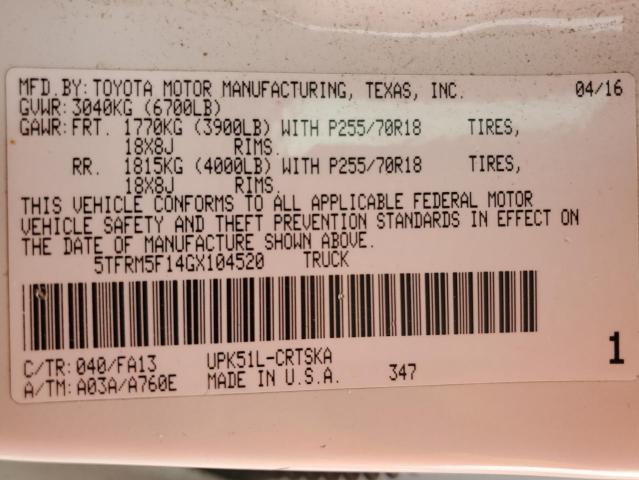 MFD.BY: TOYOTA MOTOR MANUFACTURING, TEXAS, INC. 04/16
GVWR: 3040KG (6700LB)
GAWR: FRT. 1770KG (3900LB) WITH P255/70R18 TIRES,
18X8J RIMS.
RR. 1815KG (4000LB) WITH P255/70R18 TIRES,
18X8J RIMS.
THIS VEHICLE CONFORMS TO ALL APPLICABLE FEDERAL MOTOR
VEHICLE SAFETY AND THEFT PREVENTION STANDARDS IN EFFECT ON
THE DATE OF MANUFACTURE SHOWN ABOVE.
5TFRM5F14GX104520 TRUCK
C/TR: 040/FA13 UPK51L-CRTSKA 1
A/TM: A03A/A760E MADE IN U.S.A. 347